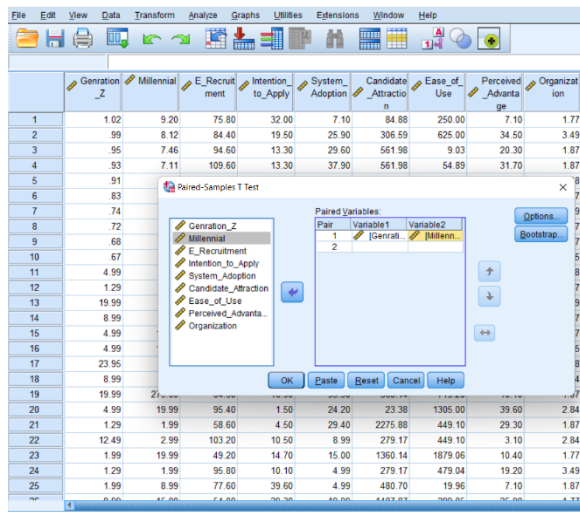 File Edit View Data Transform Analyze Graphs Utilities Extensions Window Help
Genration_Z Millennial E_Recruitment Intention_to_Apply System_Adoption Candidate_Attraction Ease_of_Use Perceived_Advantage Organization
1 1.02 9.20 75.80 32.00 7.10 84.88 250.00 7.10 1.77
2 .99 8.12 84.40 19.50 25.90 306.59 625.00 34.50 3.49
3 .95 7.46 94.60 13.30 29.60 561.98 9.03 20.30 1.87
4 .93 7.11 109.60 13.30 37.90 561.98 54.89 31.70 1.87
5 .91
6 .83
7 .74
8 .72
9 .68
10 .67
11 4.99
12 1.29
13 19.99
14 8.99
15 4.99
16 4.99
17 23.95
18 8.99
19 19.99
20 4.99 19.99 95.40 1.50 24.20 23.38 1305.00 39.60 2.84
21 1.29 1.99 58.60 4.50 29.40 2275.88 449.10 29.30 1.87
22 12.49 2.99 103.20 10.50 8.99 279.17 449.10 3.10 2.84
23 1.99 19.99 49.20 14.70 15.00 1360.14 1879.06 10.40 1.77
24 1.29 1.99 95.80 10.10 4.99 279.17 479.04 19.20 3.49
25 1.99 8.99 77.60 39.60 4.99 480.70 19.96 7.10 1.87
Paired-Samples T Test
Genration_Z
Millennial
E_Recruitment
Intention_to_Apply
System_Adoption
Candidate_Attraction
Ease_of_Use
Perceived_Advanta...
Organization
Paired Variables:
Pair Variable1 Variable2
1 [Genrati... [Millenn...
2
Options...
Bootstrap...
OK Paste Reset Cancel Help